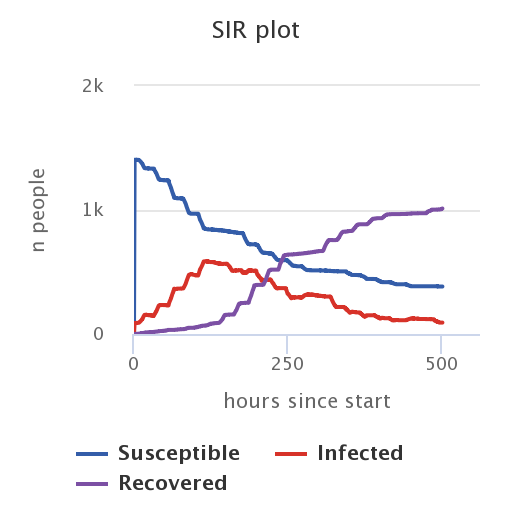 SIR plot
2k
1k
0
n people
0 250 500
hours since start
Susceptible Infected
Recovered